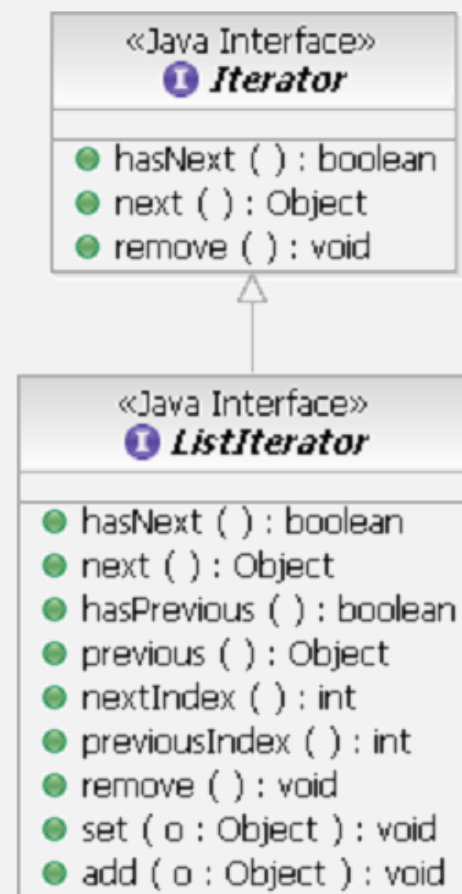 «Java Interface»
I Iterator
hasNext ( ) : boolean
next ( ) : Object
remove ( ) : void
«Java Interface»
I ListIterator
hasNext ( ) : boolean
next ( ) : Object
hasPrevious ( ) : boolean
previous ( ) : Object
nextIndex ( ) : int
previousIndex ( ) : int
remove ( ) : void
set ( o : Object ) : void
add ( o : Object ) : void